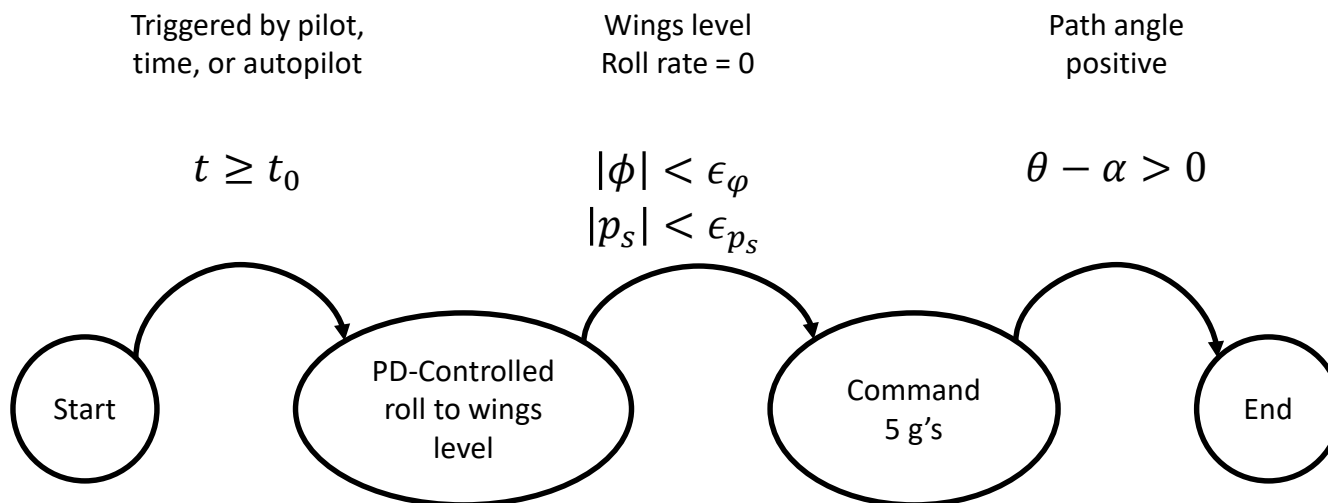 Triggered by pilot,
time, or autopilot
Wings level
Roll rate = 0
Path angle
positive
t ≥ t₀
|ϕ| < ϵ_φ
|p_s| < ϵ_{p_s}
θ − α > 0
Start
PD-Controlled
roll to wings
level
Command
5 g’s
End